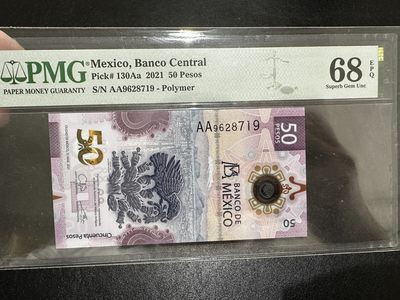 PMG
PAPER MONEY GUARANTY
Mexico, Banco Central
Pick# 130Aa 2021 50 Pesos
S/N AA9628719 - Polymer
68 EPQ
Superb Gem Unc
50
AA9628719
BANCO DE
MÉXICO
50
PESOS
50
Cincuenta Pesos